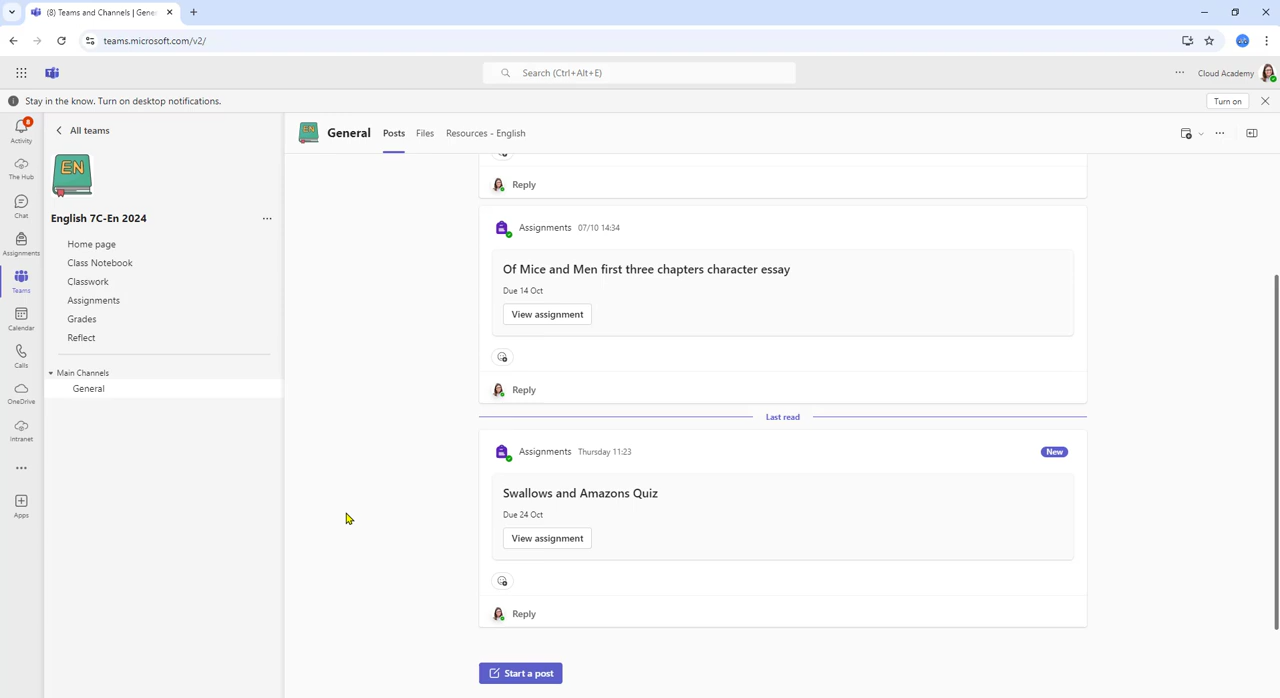 (8) Teams and Channels | Gene
teams.microsoft.com/v2/
Search (Ctrl+Alt+E)
Cloud Academy
Stay in the know. Turn on desktop notifications.
Turn on
8
Activity
The Hub
Chat
Assignments
Teams
Calendar
Calls
OneDrive
Intranet
Apps
All teams
EN
English 7C-En 2024
Home page
Class Notebook
Classwork
Assignments
Grades
Reflect
Main Channels
General
EN
General
Posts
Files
Resources - English
Reply
Assignments 07/10 14:34
Of Mice and Men first three chapters character essay
Due 14 Oct
View assignment
Reply
Last read
Assignments Thursday 11:23
New
Swallows and Amazons Quiz
Due 24 Oct
View assignment
Reply
Start a post